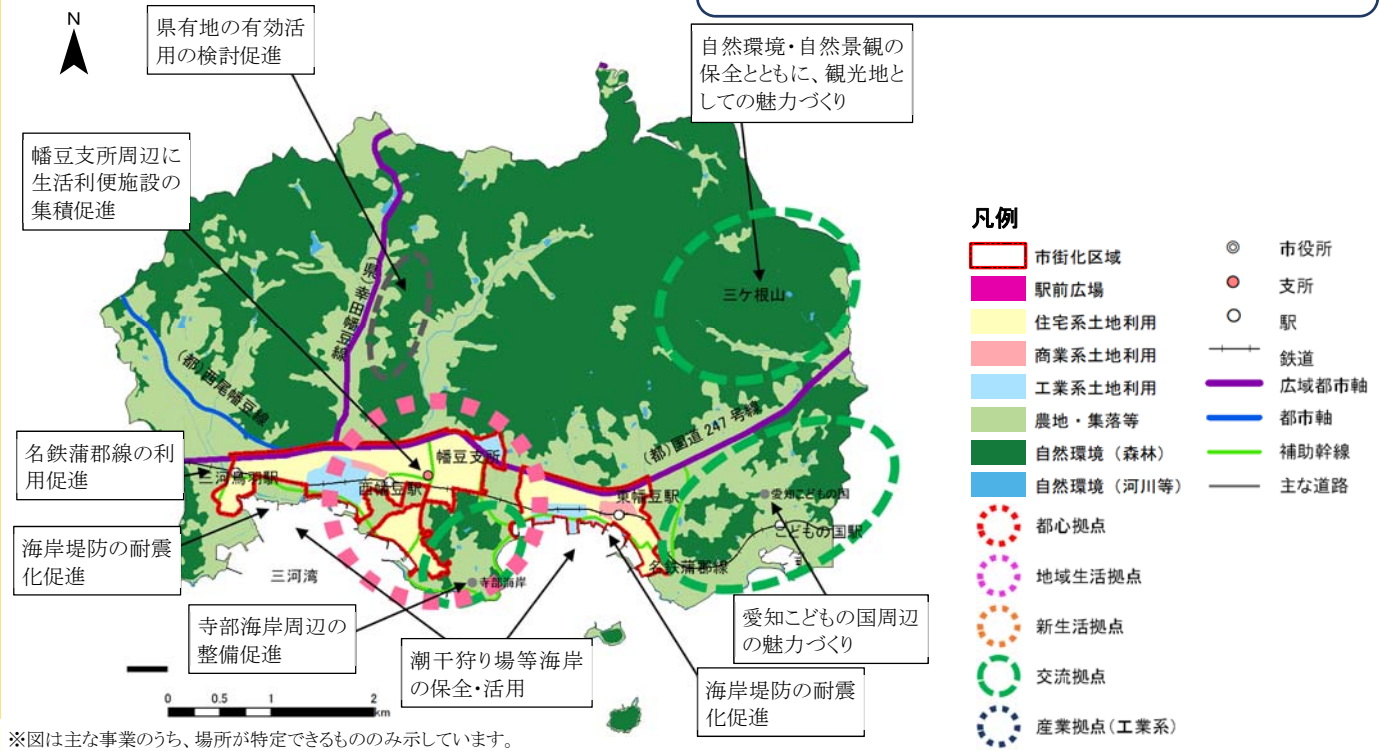 N
県有地の有効活
用の検討促進
自然環境・自然景観の
保全とともに、観光地と
しての魅力づくり
幡豆支所周辺に
生活利便施設の
集積促進
三ケ根山
(県)幸田幡豆線
(都)西尾幡豆線
(都)国道247号線
名鉄蒲郡線の利
用促進
三河鳥羽駅
西幡豆駅
幡豆支所
東幡豆駅
愛知こどもの国
こどもの国駅
名鉄蒲郡線
海岸堤防の耐震
化促進
三河湾
寺部海岸
寺部海岸周辺の
整備促進
潮干狩り場等海岸
の保全・活用
海岸堤防の耐震
化促進
愛知こどもの国周辺
の魅力づくり
0 0.5 1 2
km
※図は主な事業のうち、場所が特定できるもののみ示しています。
凡例
市街化区域
駅前広場
住宅系土地利用
商業系土地利用
工業系土地利用
農地・集落等
自然環境(森林)
自然環境(河川等)
都心拠点
地域生活拠点
新生活拠点
交流拠点
産業拠点(工業系)
市役所
支所
駅
鉄道
広域都市軸
都市軸
補助幹線
主な道路